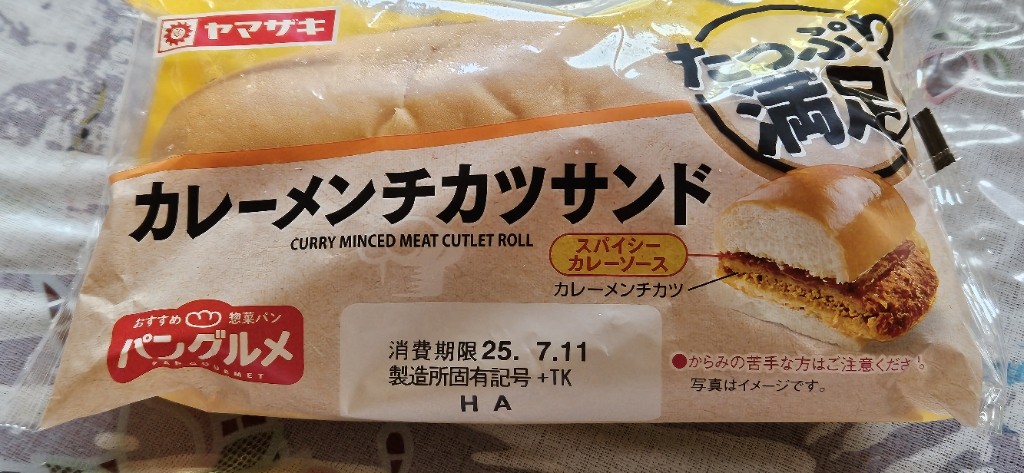 ヤマザキ
たっぷり
満足
カレーメンチカツサンド
CURRY MINCED MEAT CUTLET ROLL
スパイシー
カレーソース
カレーメンチカツ
おすすめ 惣菜パン
パングルメ
PAN GOURMET
消費期限 25. 7.11
製造所固有記号 +TK
H A
●からみの苦手な方はご注意ください。
写真はイメージです。